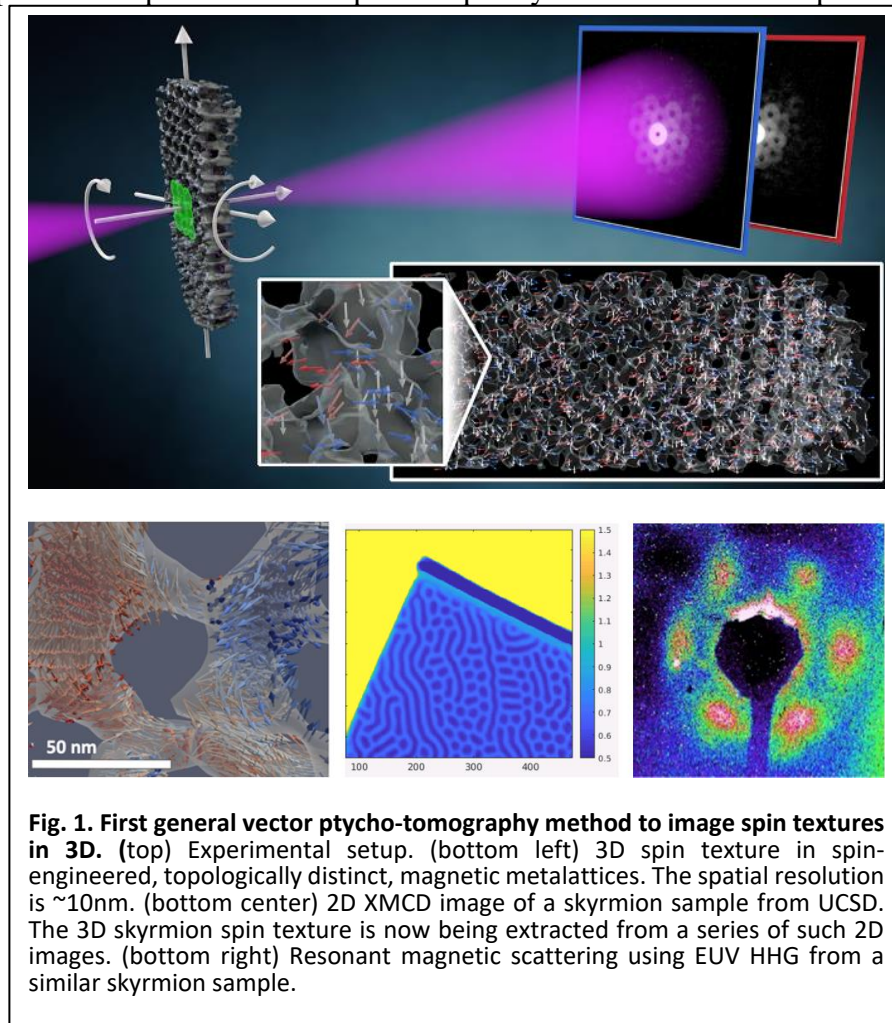 50 nm
1.5
1.4
1.3
1.2
1.1
1
0.9
0.8
0.7
0.6
0.5
100 200 300 400
Fig. 1. First general vector ptycho-tomography method to image spin textures
in 3D. (top) Experimental setup. (bottom left) 3D spin texture in spin-
engineered, topologically distinct, magnetic metalattices. The spatial resolution
is ~10nm. (bottom center) 2D XMCD image of a skyrmion sample from UCSD.
The 3D skyrmion spin texture is now being extracted from a series of such 2D
images. (bottom right) Resonant magnetic scattering using EUV HHG from a
similar skyrmion sample.